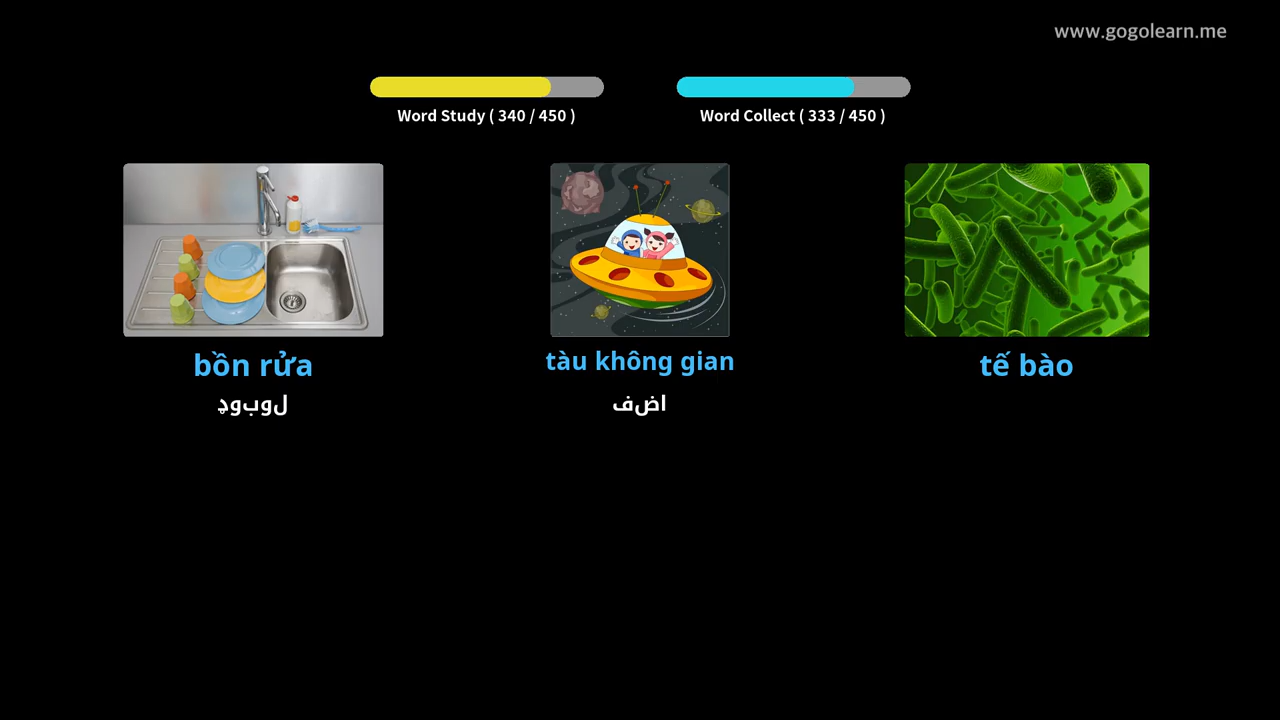 www.gogolearn.me
Word Study ( 340 / 450 )
Word Collect ( 333 / 450 )
bồn rửa
tàu không gian
tế bào
لوبوڊ
اضف